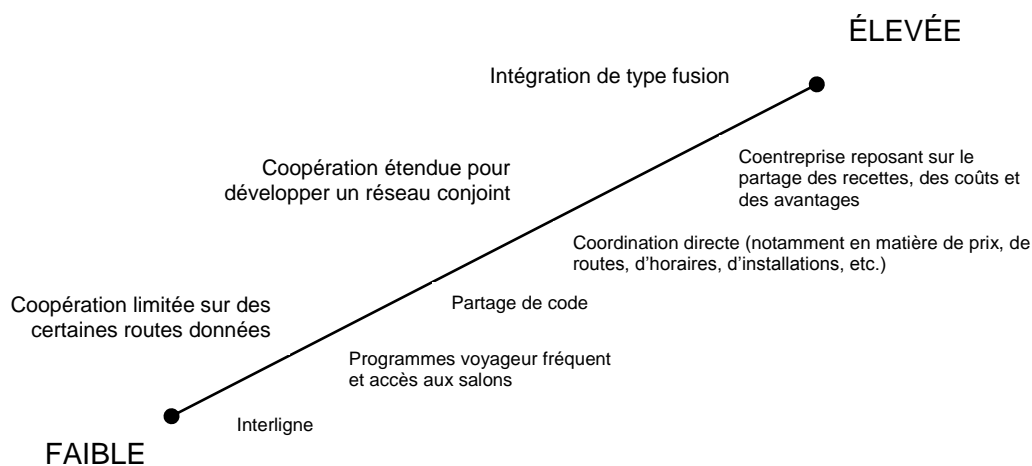 ÉLEVÉE
Intégration de type fusion
Coentreprise reposant sur le
partage des recettes, des coûts et
des avantages
Coopération étendue pour
développer un réseau conjoint
Coordination directe (notamment en matière de prix, de
routes, d’horaires, d’installations, etc.)
Partage de code
Coopération limitée sur des
certaines routes données
Programmes voyageur fréquent
et accès aux salons
Interligne
FAIBLE